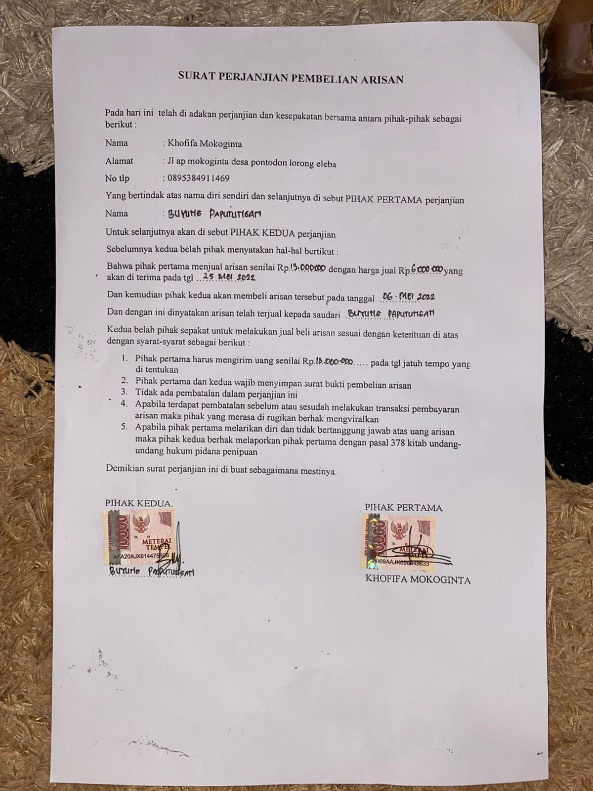 SURAT PERJANJIAN PEMBELIAN ARISAN
Pada hari ini telah di adakan perjanjian dan kesepakatan bersama antara pihak-pihak sebagai
berikut :
Nama : Khofifa Mokoginta
Alamat : Jl ap mokoginta desa pontodon lorong eleba
No tlp : 0895384911469
Yang bertindak atas nama diri sendiri dan selanjutnya di sebut PIHAK PERTAMA perjanjian
Nama : BUYUNG PAPUTUNGAN
Untuk selanjutnya akan di sebut PIHAK KEDUA perjanjian
Sebelumnya kedua belah pihak menyatakan hal-hal bertikut :
Bahwa pihak pertama menjual arisan senilai Rp. dengan harga jual Rp 6.000.000 yang
akan di terima pada tgl ...25 MEI 2022
Dan kemudian pihak kedua akan membeli arisan tersebut pada tanggal 06 - MEI 2022
Dan dengan ini dinyatakan arisan telah terjual kepada saudari BUYUNG PAPUTUNGAN
Kedua belah pihak sepakat untuk melakukan jual beli arisan sesuai dengan ketentuan di atas
dengan syarat-syarat sebagai berikut :
1. Pihak pertama harus mengirim uang senilai Rp. 10.000.000 .... pada tgl jatuh tempo yang
di tentukan
2. Pihak pertama dan kedua wajib menyimpan surat bukti pembelian arisan
3. Tidak ada pembatalan dalam perjanjian ini
4. Apabila terdapat pembatalan sebelum atau sesudah melakukan transaksi pembayaran
arisan maka pihak yang merasa di rugikan berhak mengviralkan
5. Apabila pihak pertama melarikan diri dan tidak bertanggung jawab atas uang arisan
maka pihak kedua berhak melaporkan pihak pertama dengan pasal 378 kitab undang-
undang hukum pidana penipuan
Demikian surat perjanjian ini di buat sebagaimana mestinya.
PIHAK KEDUA.
PIHAK PERTAMA
10000
METERAI
TEMPEL
BUYUNG PAPUTUNGAN
KHOFIFA MOKOGINTA